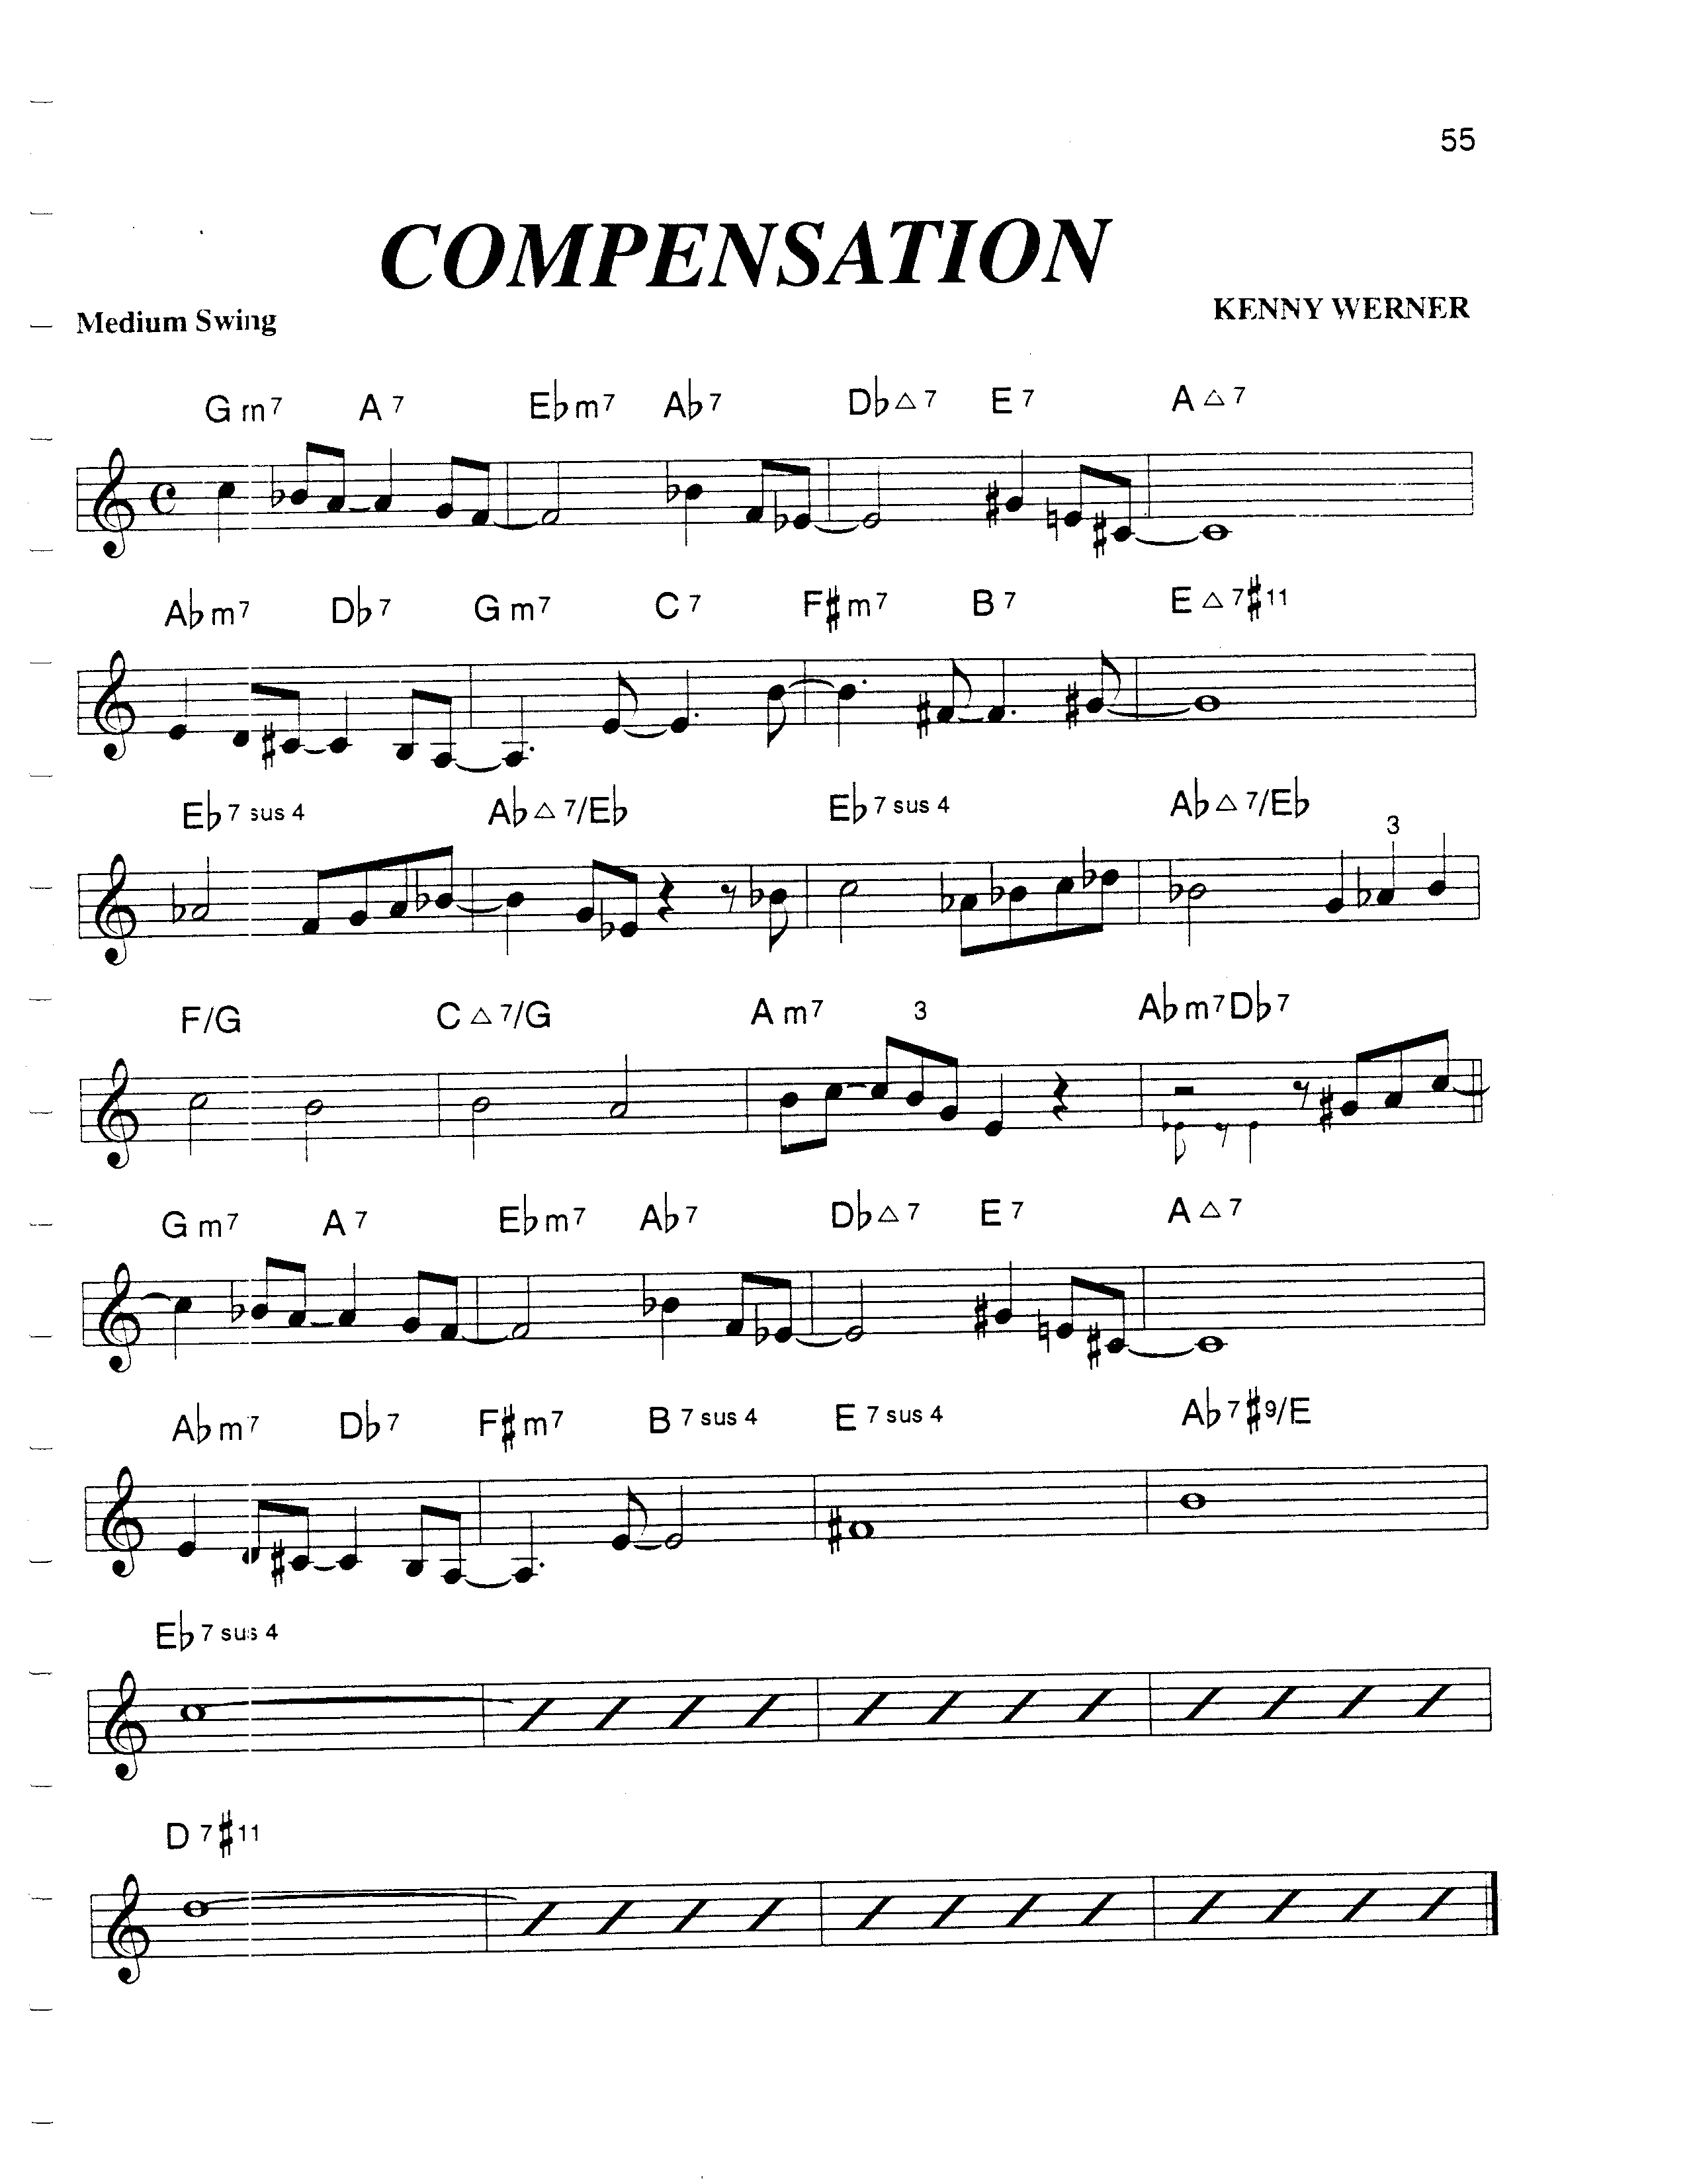 55
COMPENSATION
Medium Swing KENNY WERNER
G m7 A 7 E♭m7 A♭7 D♭△7 E 7 A △7
A♭m7 D♭7 G m7 C 7 F♯m7 B 7 E △7♯11
E♭7 sus 4 A♭△7/E♭ E♭7 sus 4 A♭△7/E♭
3
F/G C △7/G A m7 3 A♭m7D♭7
G m7 A 7 E♭m7 A♭7 D♭△7 E 7 A △7
A♭m7 D♭7 F♯m7 B 7 sus 4 E 7 sus 4 A♭7♯9/E
E♭7 sus 4
D 7♯11